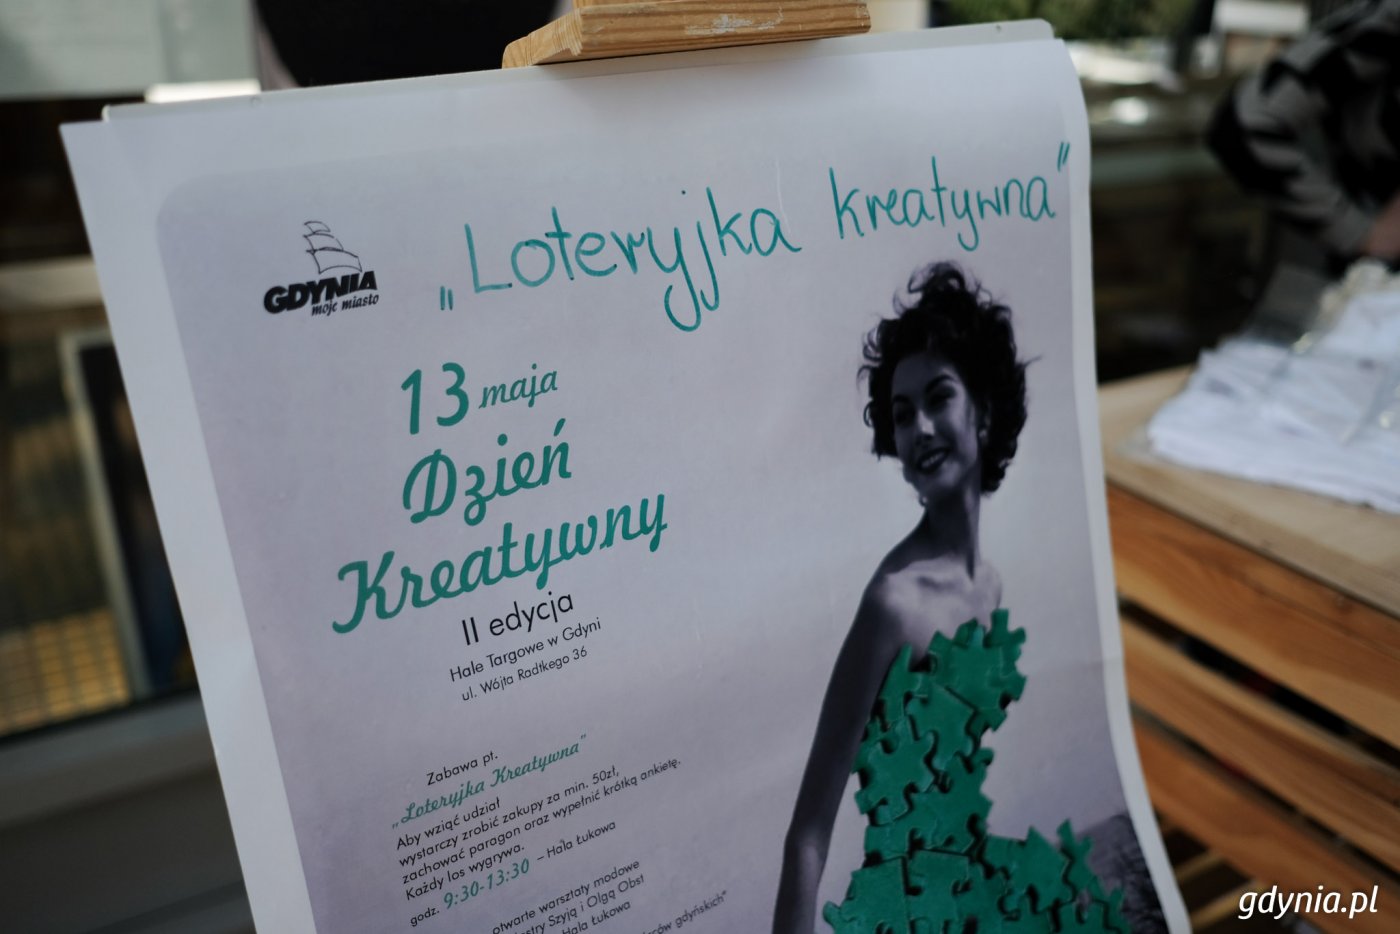 „Loteryjka kreatywna”
GDYNIA
moje miasto
13 maja
Dzień
Kreatywny
II edycja
Hale Targowe w Gdyni
ul. Wójta Radtkego 36
Zabawa pt.
„Loteryjka Kreatywna”
Aby wziąć udział
wystarczy zrobić zakupy za min. 50zł,
zachować paragon oraz wypełnić krótką ankietę.
Każdy los wygrywa.
godz. 9:30-13:30 – Hala Łukowa
otwarte warsztaty modowe
Szyją i Olgą Obst
Hala Łukowa
gdyńskich”
gdynia.pl